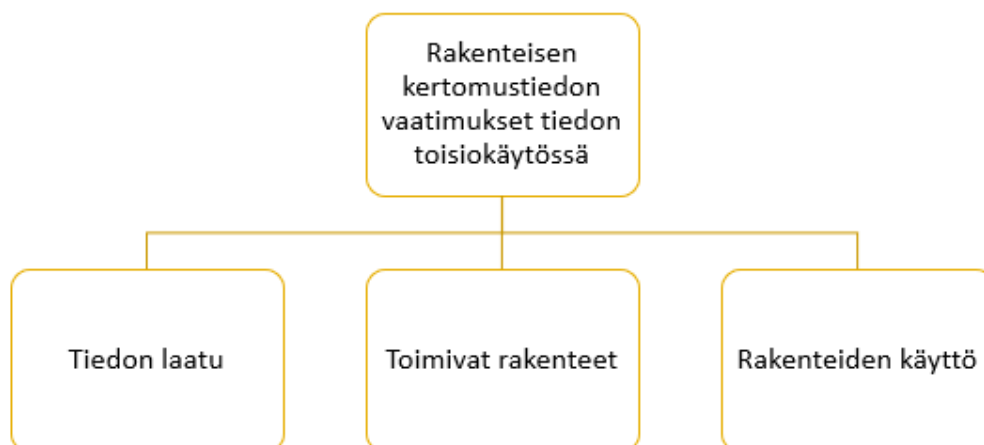 Rakenteisen
kertomustiedon
vaatimukset tiedon
toisiokäytössä
Tiedon laatu
Toimivat rakenteet
Rakenteiden käyttö